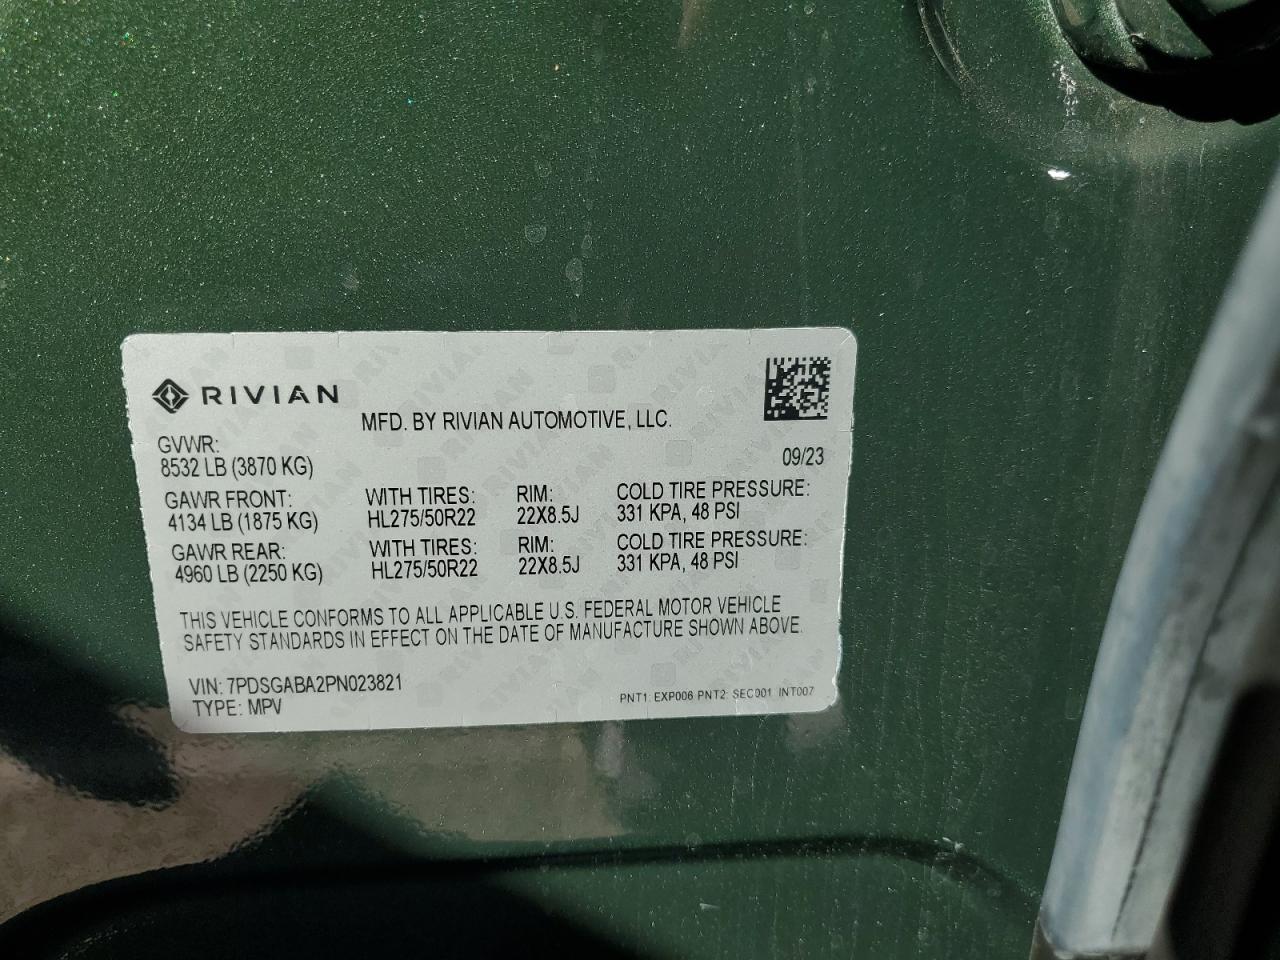 RIVIAN
MFD. BY RIVIAN AUTOMOTIVE, LLC.
GVWR:
8532 LB (3870 KG)
09/23
GAWR FRONT: WITH TIRES: RIM: COLD TIRE PRESSURE:
4134 LB (1875 KG) HL275/50R22 22X8.5J 331 KPA, 48 PSI
GAWR REAR: WITH TIRES: RIM: COLD TIRE PRESSURE:
4960 LB (2250 KG) HL275/50R22 22X8.5J 331 KPA, 48 PSI
THIS VEHICLE CONFORMS TO ALL APPLICABLE U.S. FEDERAL MOTOR VEHICLE
SAFETY STANDARDS IN EFFECT ON THE DATE OF MANUFACTURE SHOWN ABOVE.
VIN: 7PDSGABA2PN023821
TYPE: MPV
PNT1: EXP006 PNT2: SEC001 INT007